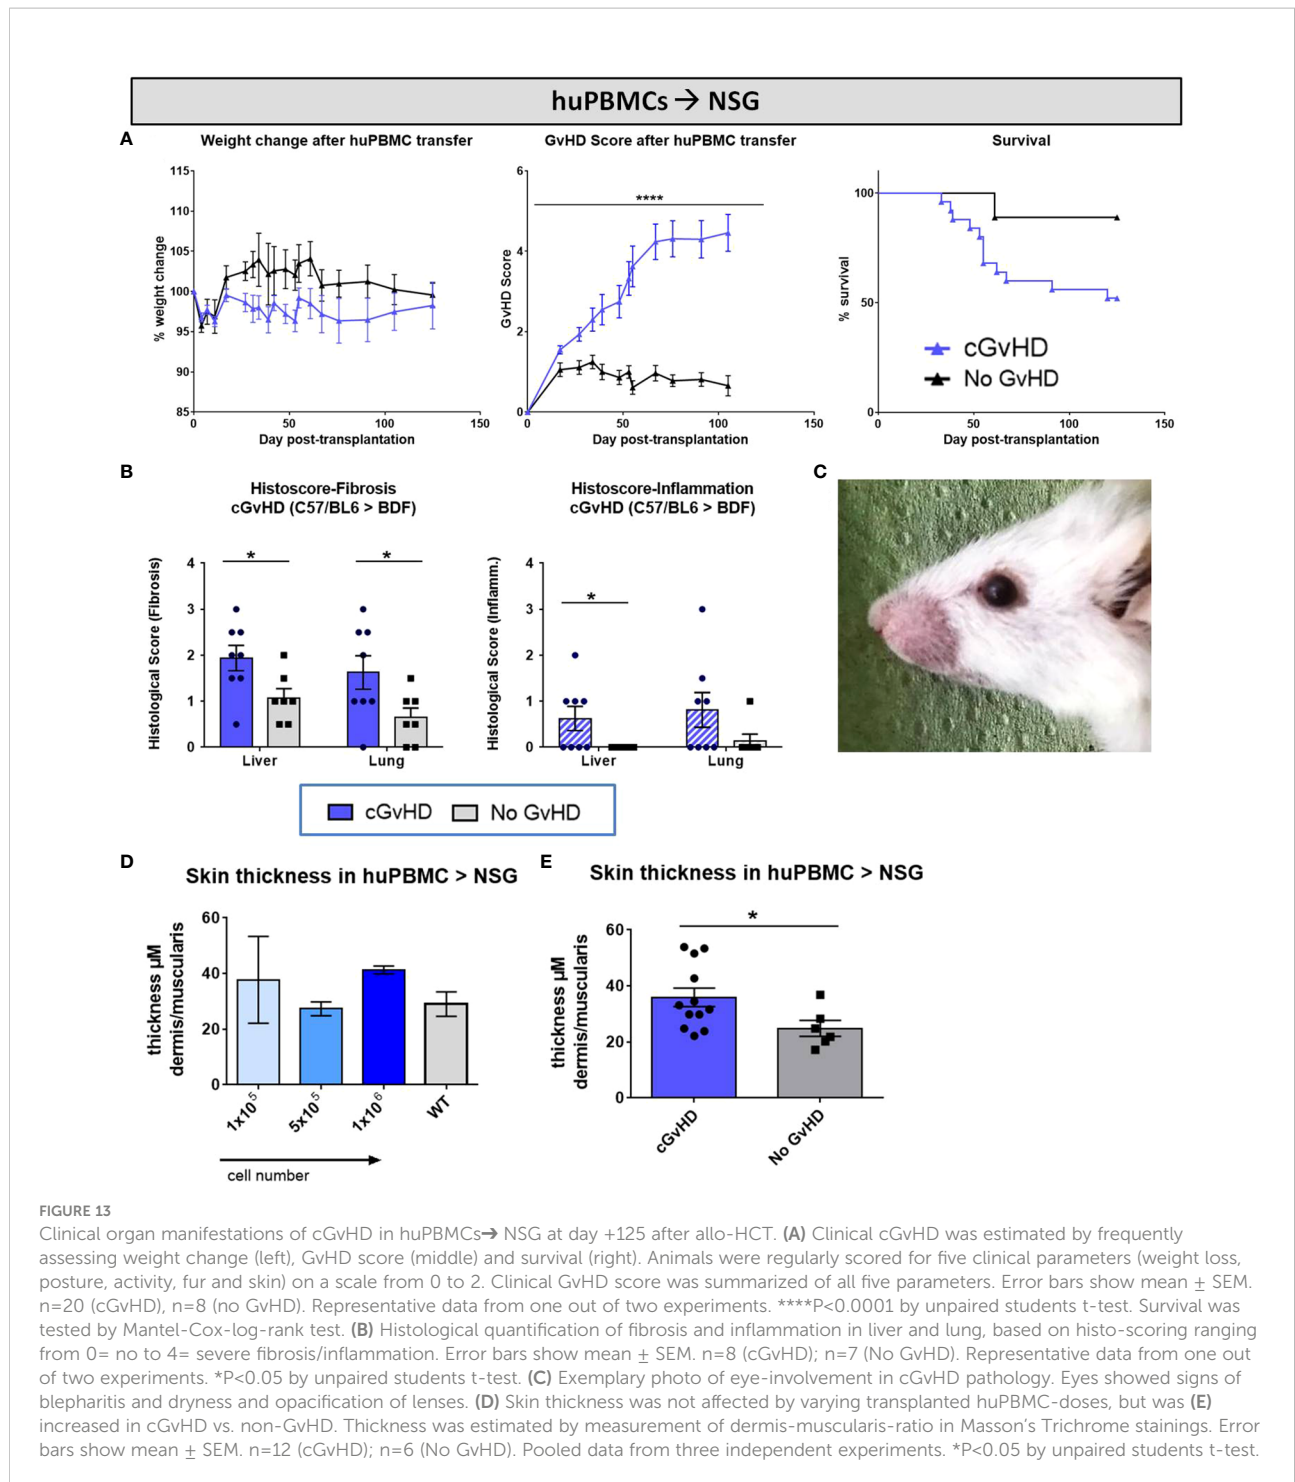 huPBMCs → NSG
A
Weight change after huPBMC transfer
GvHD Score after huPBMC transfer
Survival
115
110
105
100
95
90
85
% weight change
0
50
100
150
Day post-transplantation
6
4
2
0
GvHD Score
****
0
50
100
150
Day post-transplantation
100
50
0
% survival
cGvHD
No GvHD
0
50
100
150
Day post-transplantation
B
Histoscore-Fibrosis
cGvHD (C57/BL6 > BDF)
4
3
2
1
0
Histological Score (Fibrosis)
*
*
Liver
Lung
Histoscore-Inflammation
cGvHD (C57/BL6 > BDF)
4
3
2
1
0
Histological Score (Inflamm.)
*
Liver
Lung
cGvHD
No GvHD
C
D
Skin thickness in huPBMC > NSG
60
40
20
0
thickness µM
dermis/muscularis
1x10⁵
5x10⁵
1x10⁶
WT
cell number
E
Skin thickness in huPBMC > NSG
60
40
20
0
thickness µM
dermis/muscularis
*
cGvHD
No GvHD
FIGURE 13
Clinical organ manifestations of cGvHD in huPBMCs→ NSG at day +125 after allo-HCT. (A) Clinical cGvHD was estimated by frequently
assessing weight change (left), GvHD score (middle) and survival (right). Animals were regularly scored for five clinical parameters (weight loss,
posture, activity, fur and skin) on a scale from 0 to 2. Clinical GvHD score was summarized of all five parameters. Error bars show mean ± SEM.
n=20 (cGvHD), n=8 (no GvHD). Representative data from one out of two experiments. ****P<0.0001 by unpaired students t-test. Survival was
tested by Mantel-Cox-log-rank test. (B) Histological quantification of fibrosis and inflammation in liver and lung, based on histo-scoring ranging
from 0= no to 4= severe fibrosis/inflammation. Error bars show mean ± SEM. n=8 (cGvHD); n=7 (No GvHD). Representative data from one out
of two experiments. *P<0.05 by unpaired students t-test. (C) Exemplary photo of eye-involvement in cGvHD pathology. Eyes showed signs of
blepharitis and dryness and opacification of lenses. (D) Skin thickness was not affected by varying transplanted huPBMC-doses, but was (E)
increased in cGvHD vs. non-GvHD. Thickness was estimated by measurement of dermis-muscularis-ratio in Masson's Trichrome stainings. Error
bars show mean ± SEM. n=12 (cGvHD); n=6 (No GvHD). Pooled data from three independent experiments. *P<0.05 by unpaired students t-test.